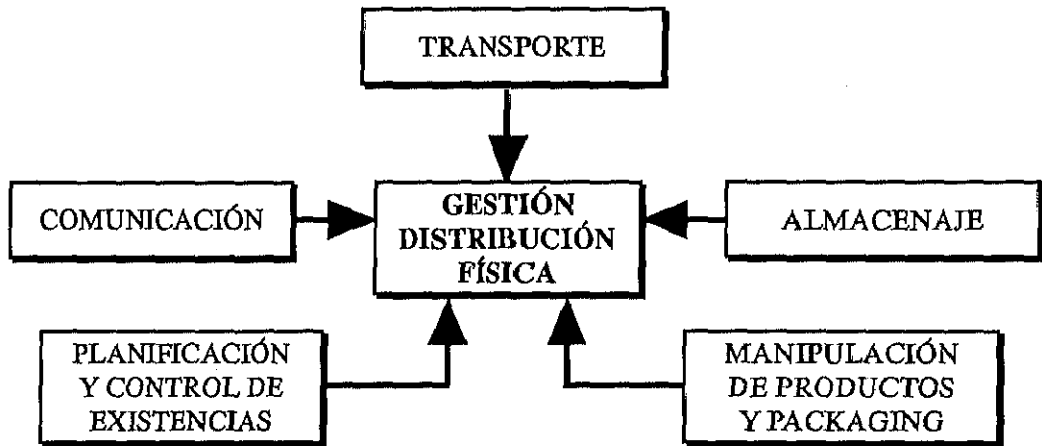 TRANSPORTE
COMUNICACIÓN
GESTIÓN
DISTRIBUCIÓN
FÍSICA
ALMACENAJE
PLANIFICACIÓN
Y CONTROL DE
EXISTENCIAS
MANIPULACIÓN
DE PRODUCTOS
Y PACKAGING